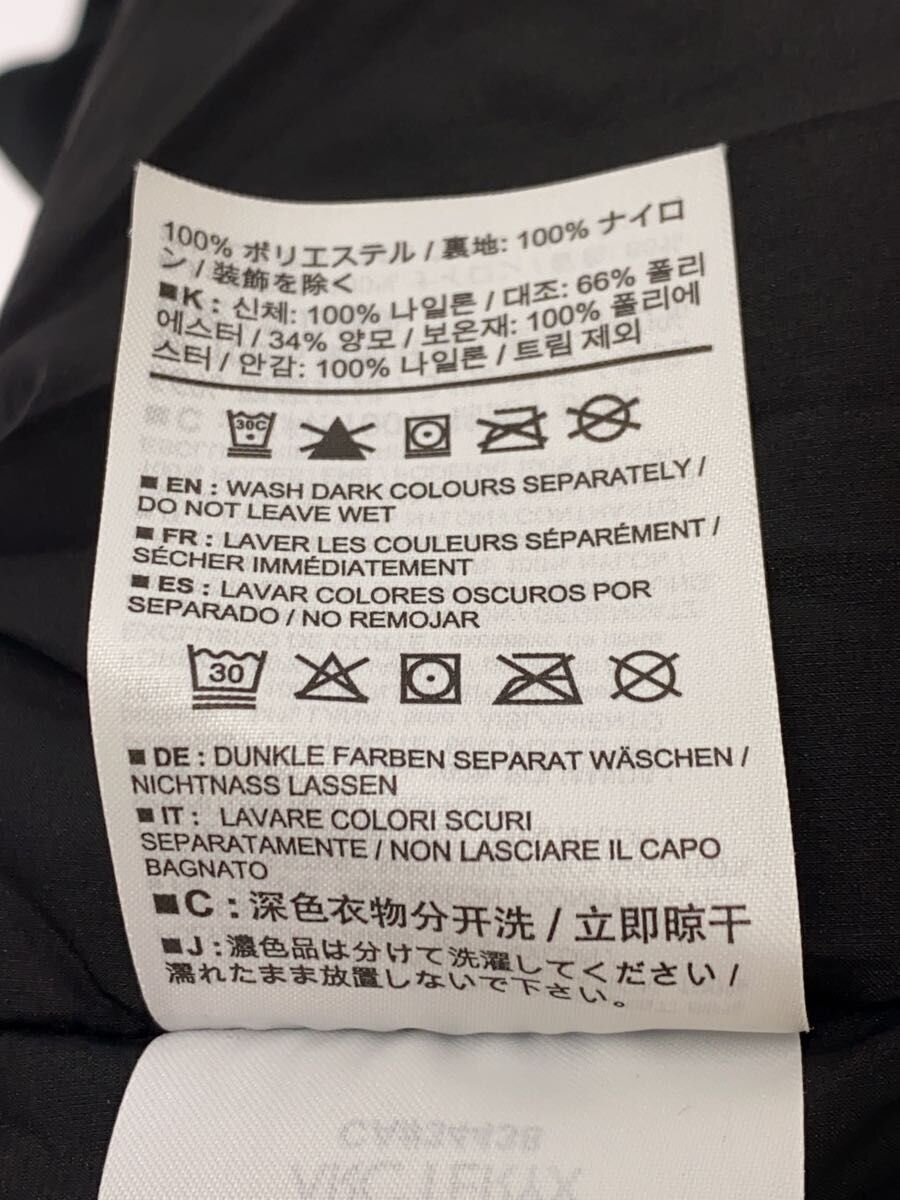 100% ポリエステル / 裏地: 100% ナイロ
ン / 装飾を除く
■K : 신체: 100% 나일론 / 대조: 66% 폴리
에스터 / 34% 양모 / 보온재: 100% 폴리에
스터 / 안감: 100% 나일론 / 트림 제외
30C
■ EN : WASH DARK COLOURS SEPARATELY /
DO NOT LEAVE WET
■ FR : LAVER LES COULEURS SÉPARÉMENT /
SÉCHER IMMÉDIATEMENT
■ ES : LAVAR COLORES OSCUROS POR
SEPARADO / NO REMOJAR
30
■ DE : DUNKLE FARBEN SEPARAT WÄSCHEN /
NICHTNASS LASSEN
■ IT : LAVARE COLORI SCURI
SEPARATAMENTE / NON LASCIARE IL CAPO
BAGNATO
■C : 深色衣物分开洗 / 立即晾干
■ J : 濃色品は分けて洗濯してください /
濡れたまま放置しないで下さい。
CA#34438
ARC'TERYX